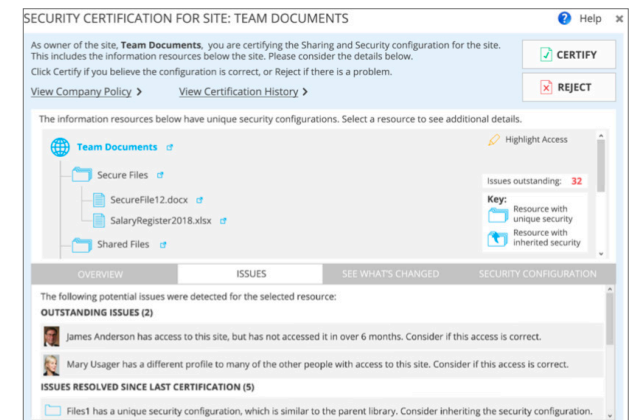 SECURITY CERTIFICATION FOR SITE: TEAM DOCUMENTS
Help
As owner of the site, Team Documents, you are certifying the Sharing and Security configuration for the site.
This includes the information resources below the site. Please consider the details below.
Click Certify if you believe the configuration is correct, or Reject if there is a problem.
View Company Policy >
View Certification History >
CERTIFY
REJECT
The information resources below have unique security configurations. Select a resource to see additional details.
Team Documents
Highlight Access
Secure Files
Issues outstanding: 32
SecureFile12.docx
SalaryRegister2018.xlsx
Shared Files
Key:
Resource with
unique security
Resource with
inherited security
OVERVIEW
ISSUES
SEE WHAT'S CHANGED
SECURITY CONFIGURATION
The following potential issues were detected for the selected resource:
OUTSTANDING ISSUES (2)
James Anderson has access to this site, but has not accessed it in over 6 months. Consider if this access is correct.
Mary Usager has a different profile to many of the other people with access to this site. Consider if this access is correct.
ISSUES RESOLVED SINCE LAST CERTIFICATION (5)
Files1 has a unique security configuration, which is similar to the parent library. Consider inheriting the security configuration.